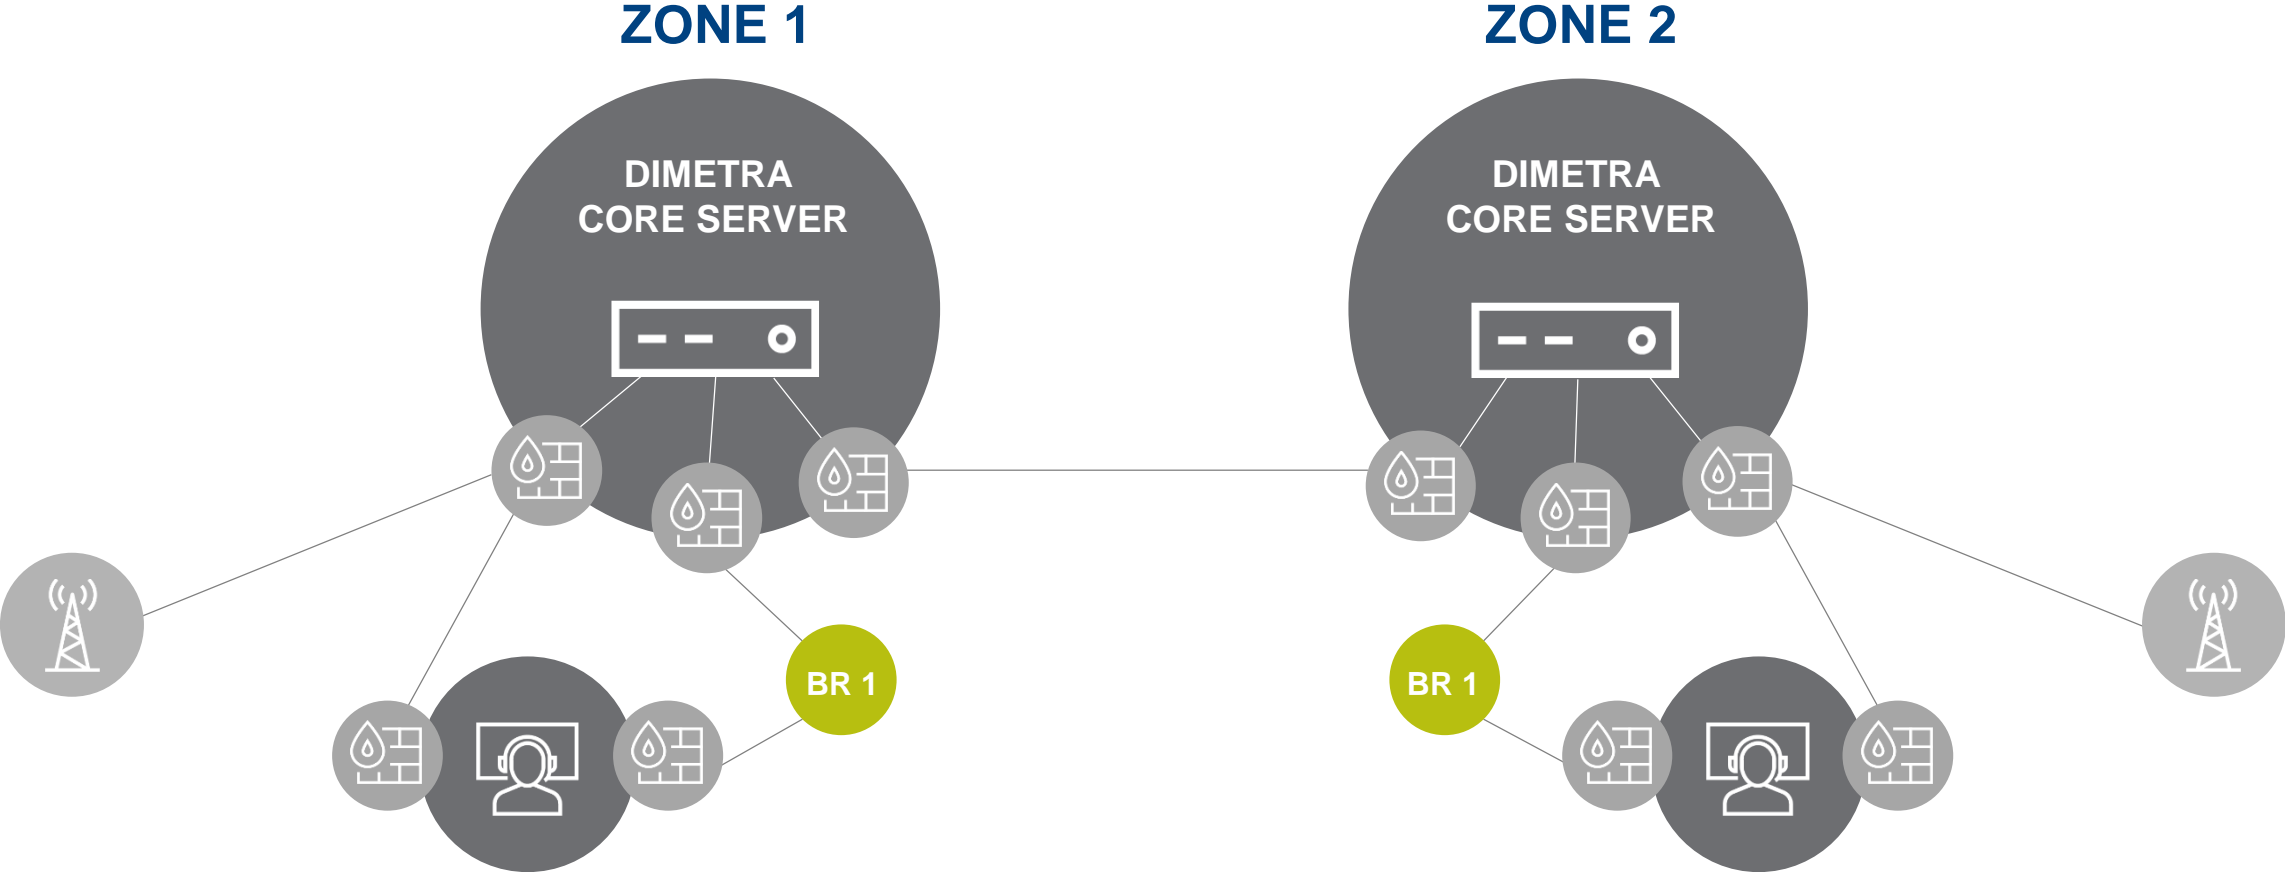 ZONE 1
ZONE 2
DIMETRA
CORE SERVER
DIMETRA
CORE SERVER
BR 1
BR 1